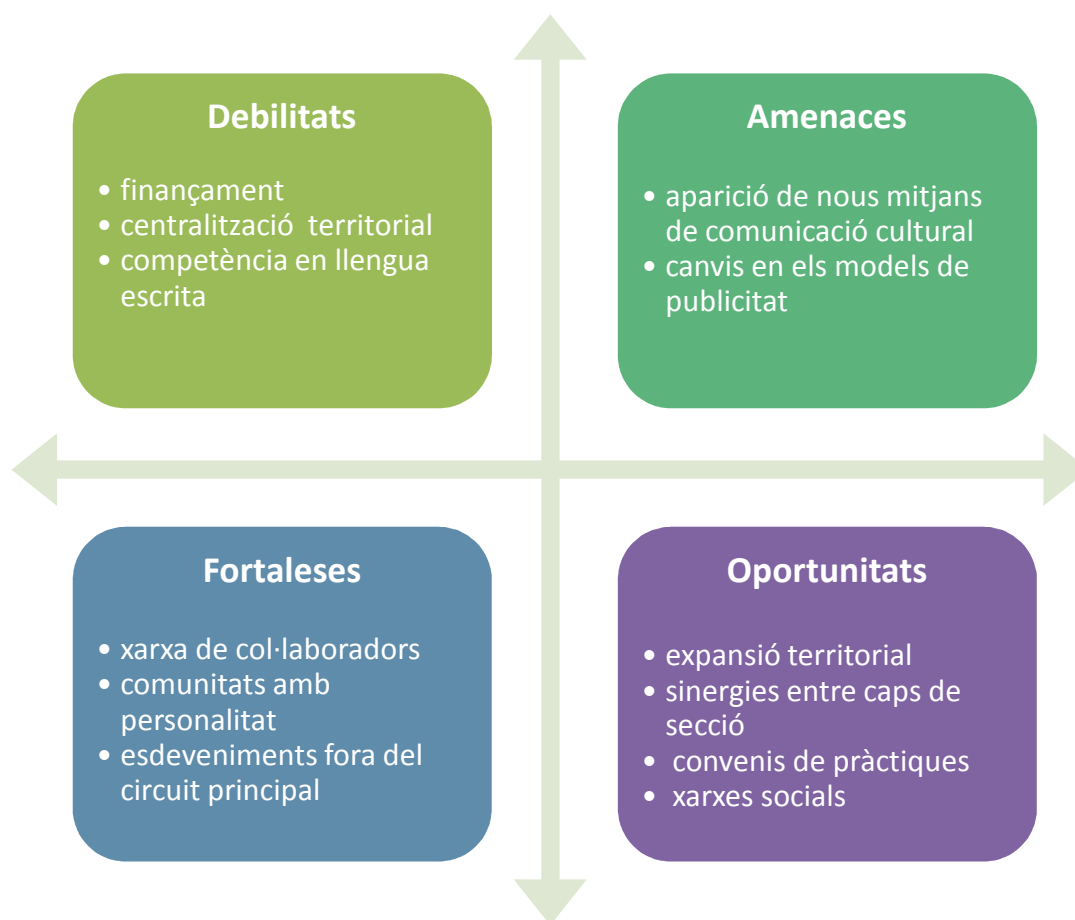 Debilitats
• finançament
• centralització  territorial
• competència en llengua
escrita
Amenaces
• aparició de nous mitjans
de comunicació cultural
• canvis en els models de
publicitat
Fortaleses
• xarxa de col·laboradors
• comunitats amb
personalitat
• esdeveniments fora del
circuit principal
Oportunitats
• expansió territorial
• sinergies entre caps de
secció
• convenis de pràctiques
• xarxes socials